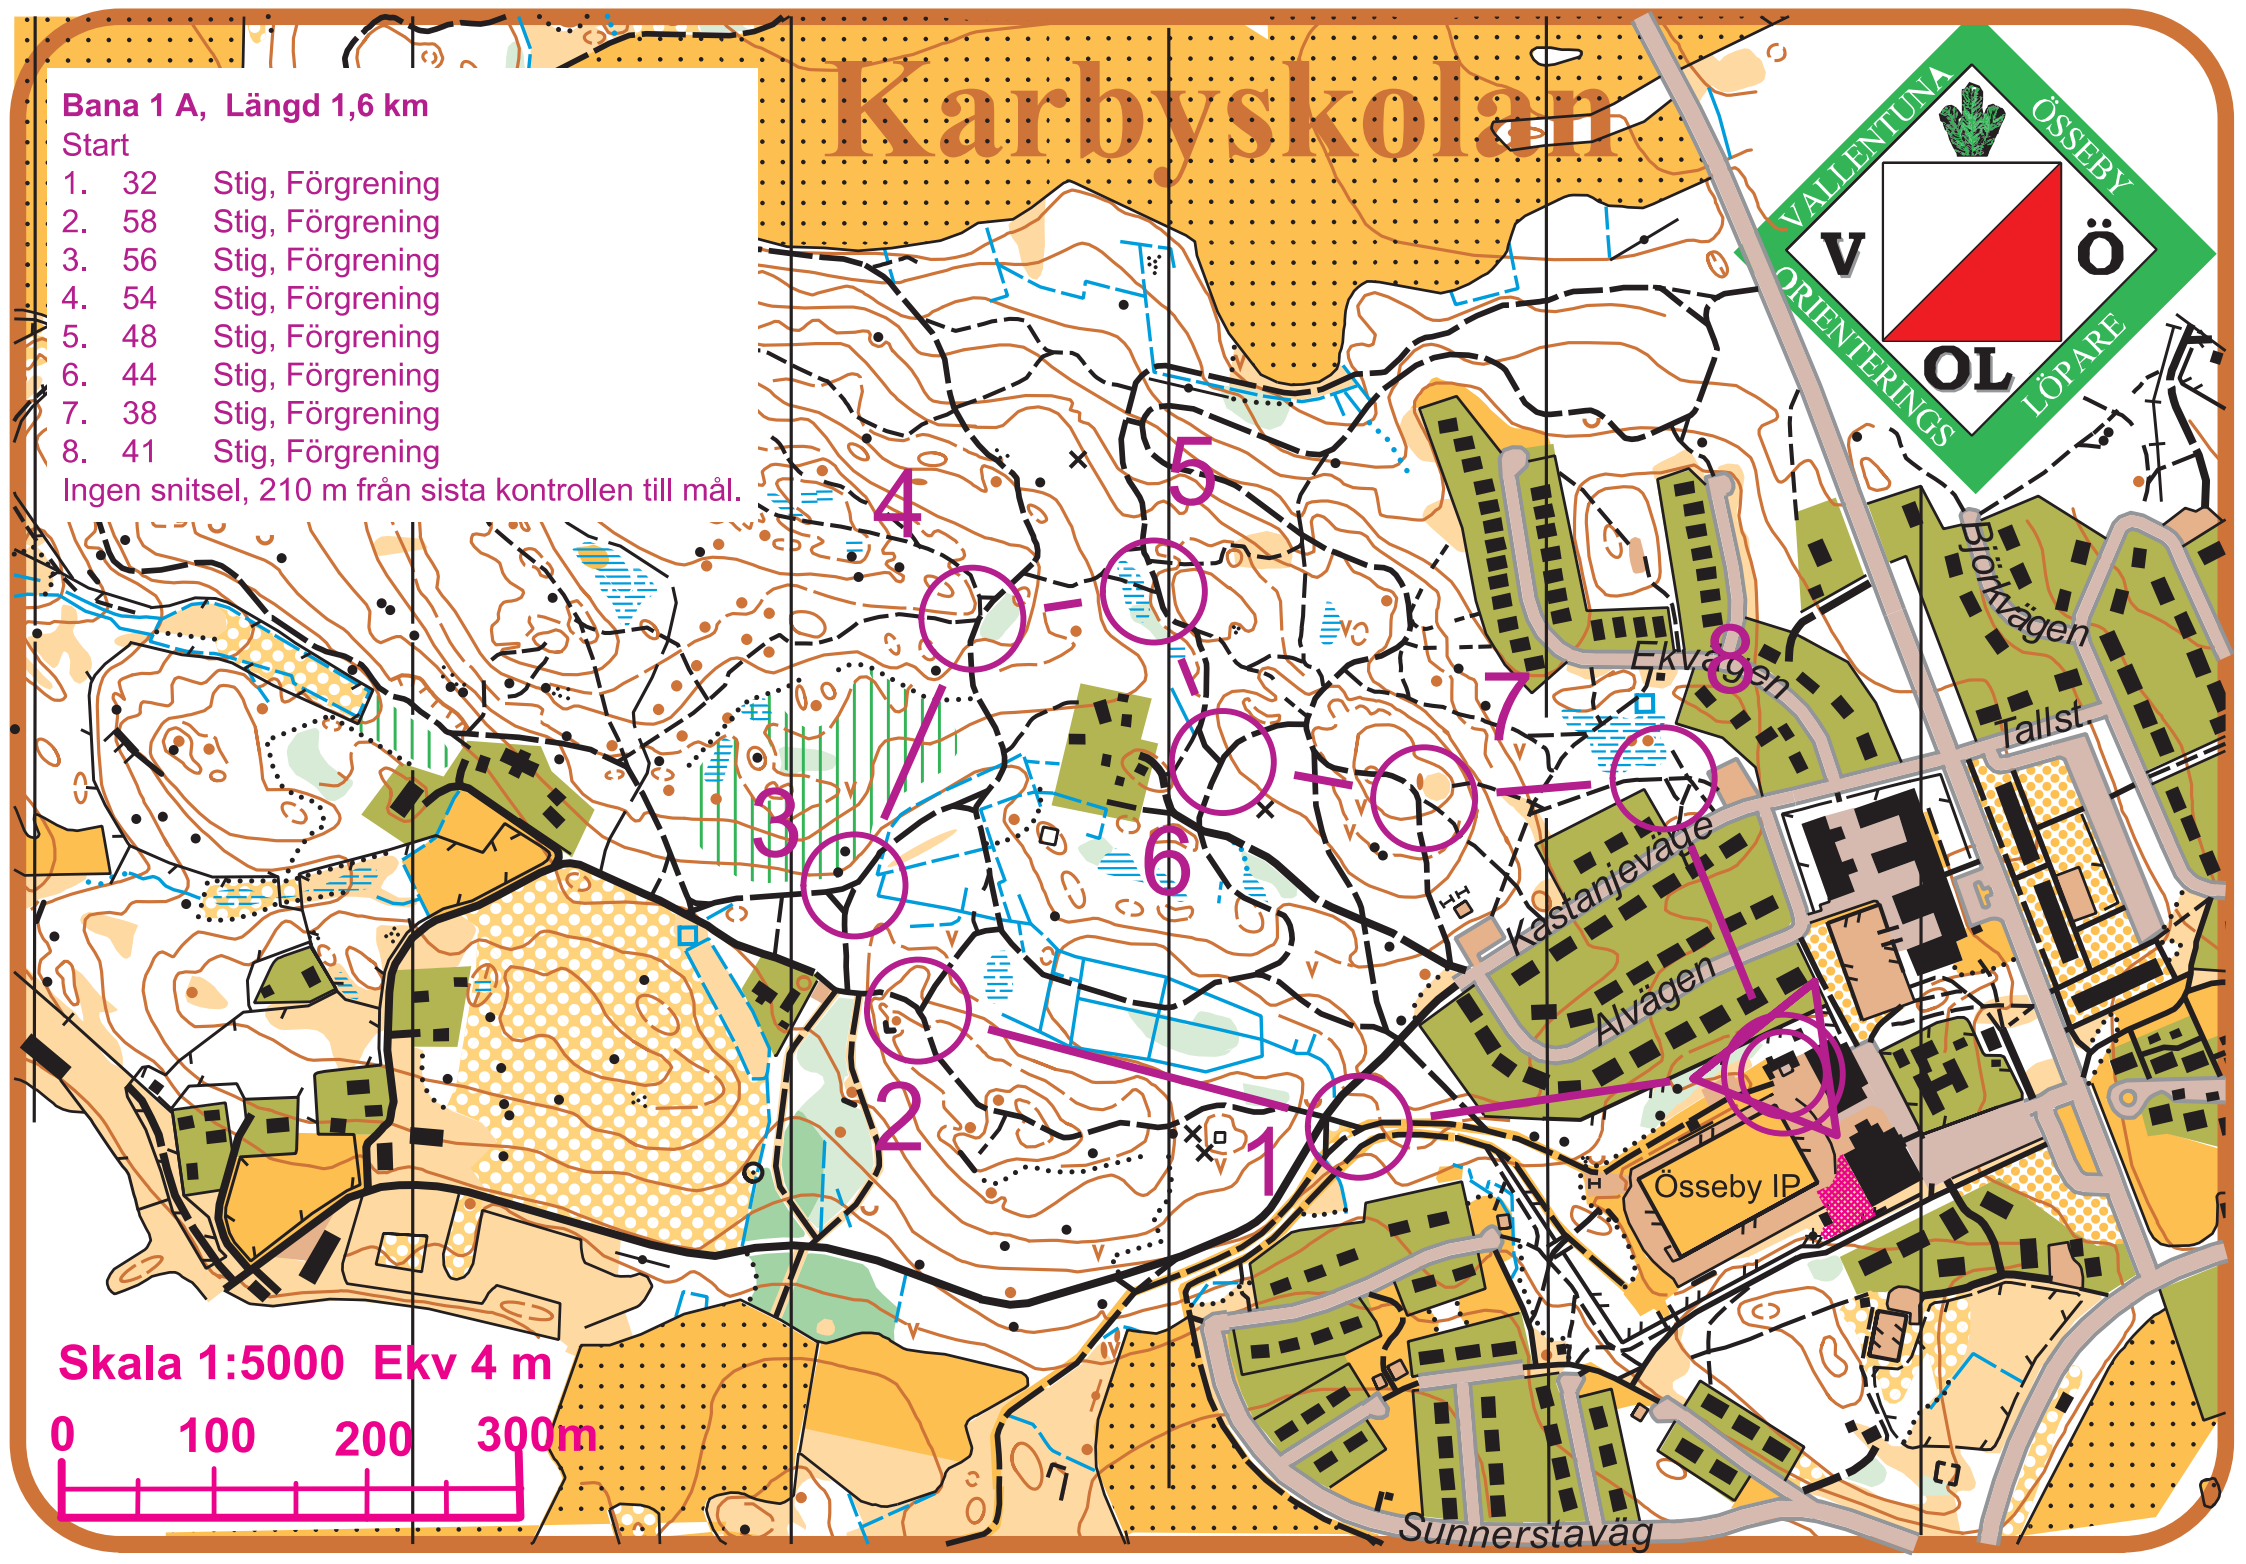 Karbyskolan
Bana 1 A, Längd 1,6 km
Start
1. 32 Stig, Förgrening
2. 58 Stig, Förgrening
3. 56 Stig, Förgrening
4. 54 Stig, Förgrening
5. 48 Stig, Förgrening
6. 44 Stig, Förgrening
7. 38 Stig, Förgrening
8. 41 Stig, Förgrening
Ingen snitsel, 210 m från sista kontrollen till mål.
VALLENTUNA
ÖSSEBY
V
Ö
OL
ORIENTERINGS
LÖPARE
5
4
Björkvägen
8
Ekvägen
7
Tallst.
3
6
Kastanjeväge
Alvägen
2
1
Össeby IP
Skala 1:5000 Ekv 4 m
0 100 200 300m
Sunnerstaväg